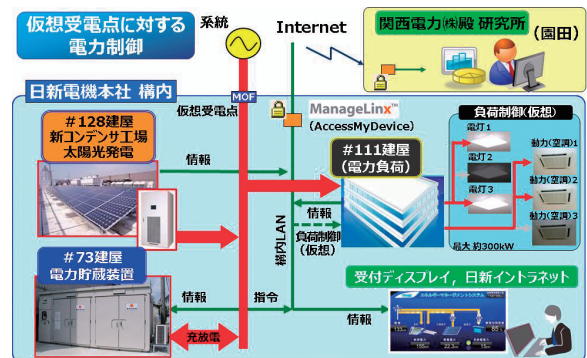 仮想受電点に対する
電力制御
系統
Internet
関西電力(株)殿 研究所
(園田)
日新電機本社 構内
仮想受電点
MOF
ManageLinx™
(AccessMyDevice)
負荷制御(仮想)
#128建屋
新コンデンサ工場
太陽光発電
情報
#111建屋
(電力負荷)
電灯1
電灯2
電灯3
動力(空調)1
動力(空調)2
動力(空調)3
最大 約300kW
情報
負荷制御
(仮想)
構内LAN
#73建屋
電力貯蔵装置
情報
指令
充放電
情報
受付ディスプレイ，日新イントラネット